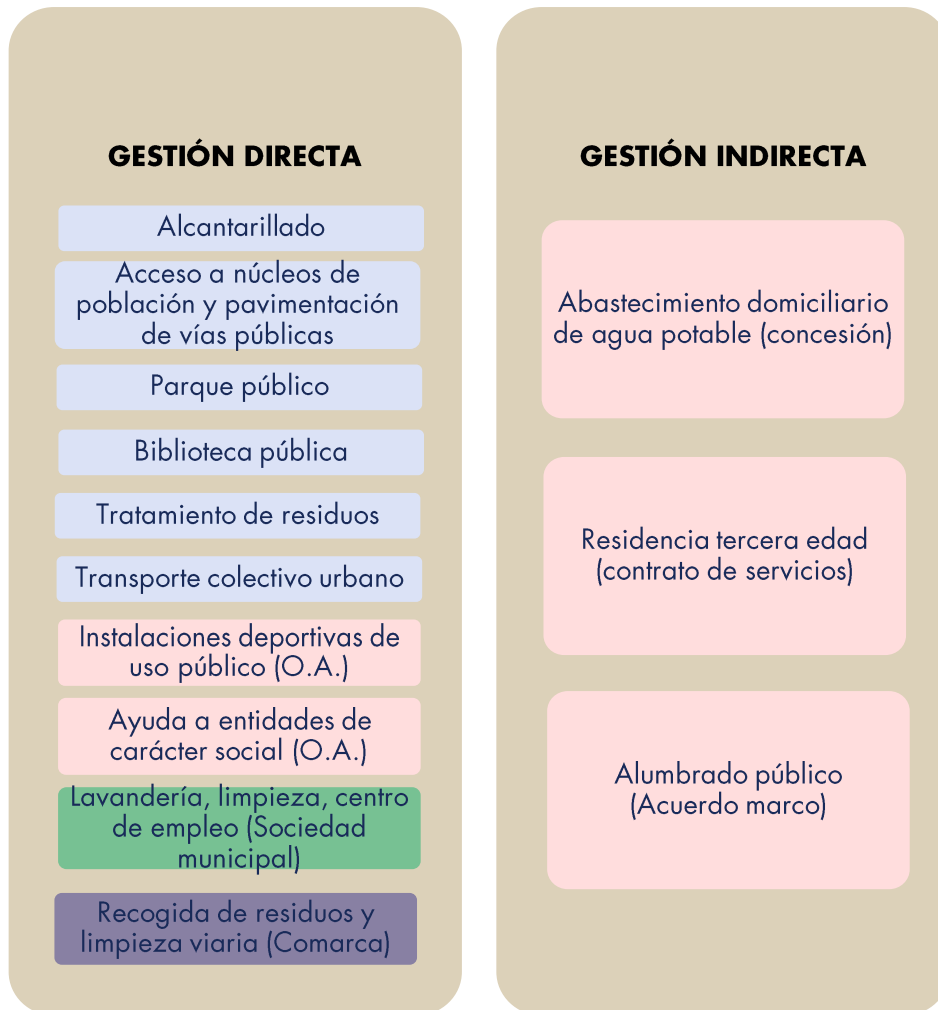 GESTIÓN DIRECTA
Alcantarillado
Acceso a núcleos de
población y pavimentación
de vías públicas
Parque público
Biblioteca pública
Tratamiento de residuos
Transporte colectivo urbano
Instalaciones deportivas de
uso público (O.A.)
Ayuda a entidades de
carácter social (O.A.)
Lavandería, limpieza, centro
de empleo (Sociedad
municipal)
Recogida de residuos y
limpieza viaria (Comarca)
GESTIÓN INDIRECTA
Abastecimiento domiciliario
de agua potable (concesión)
Residencia tercera edad
(contrato de servicios)
Alumbrado público
(Acuerdo marco)